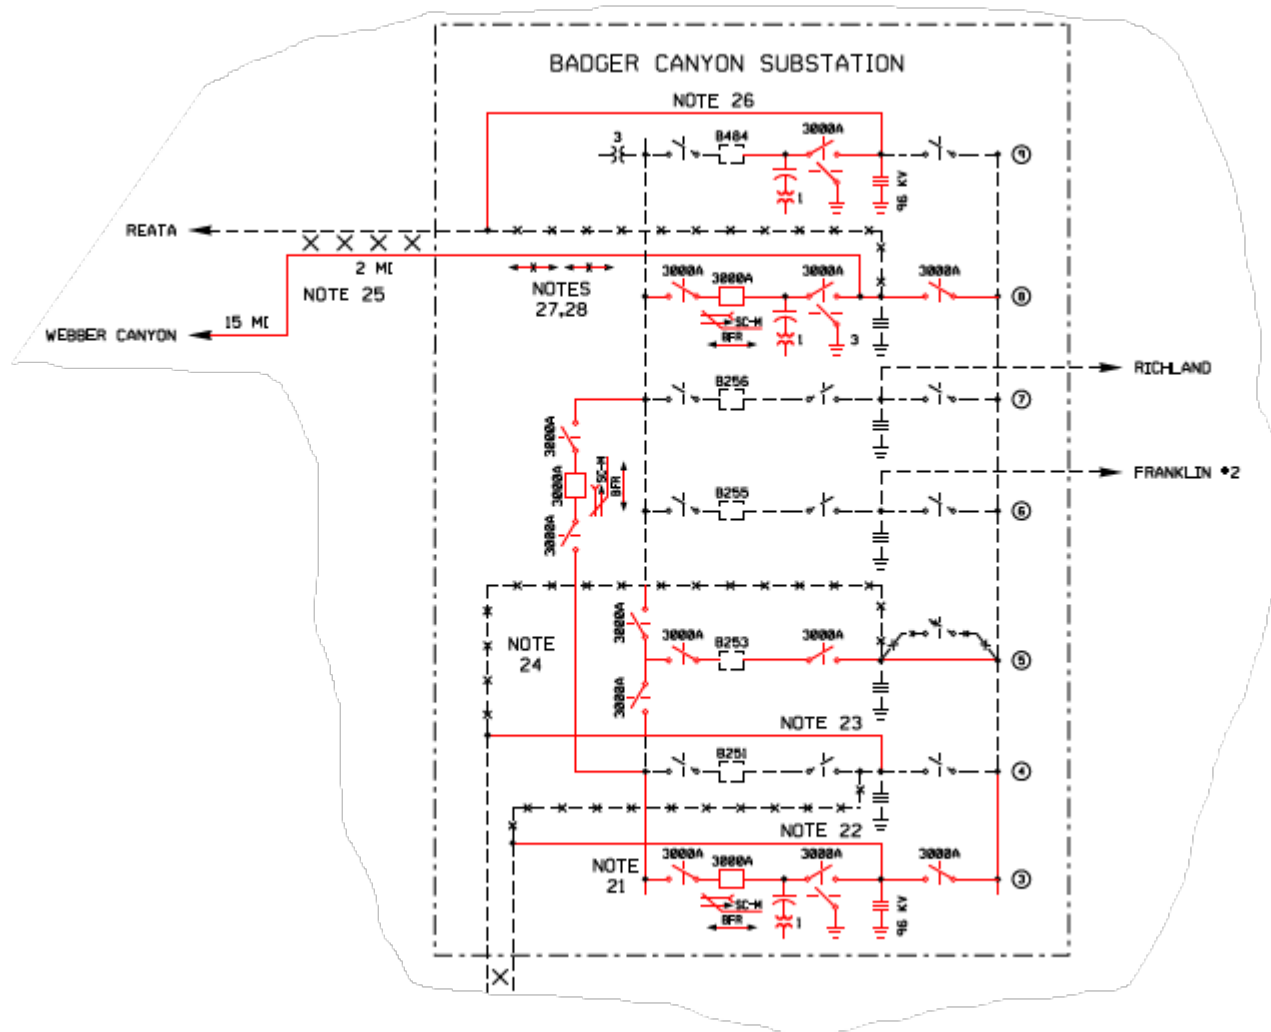 BADGER CANYON SUBSTATION
NOTE 26
3
B484
3000A
9
1
96 KV
REATA
2 MI
NOTE 25
NOTES
27,28
3000A
3000A
3000A
3000A
8
SC-M
BFR
1
3
15 MI
WEBBER CANYON
RICHLAND
B256
7
3000A
3000A
SC-M
BFR
3000A
FRANKLIN #2
B255
6
3000A
NOTE
24
3000A
B253
3000A
5
3000A
NOTE 23
B251
4
NOTE 22
NOTE
21
3000A
3000A
3000A
3000A
3
SC-M
BFR
1
96 KV